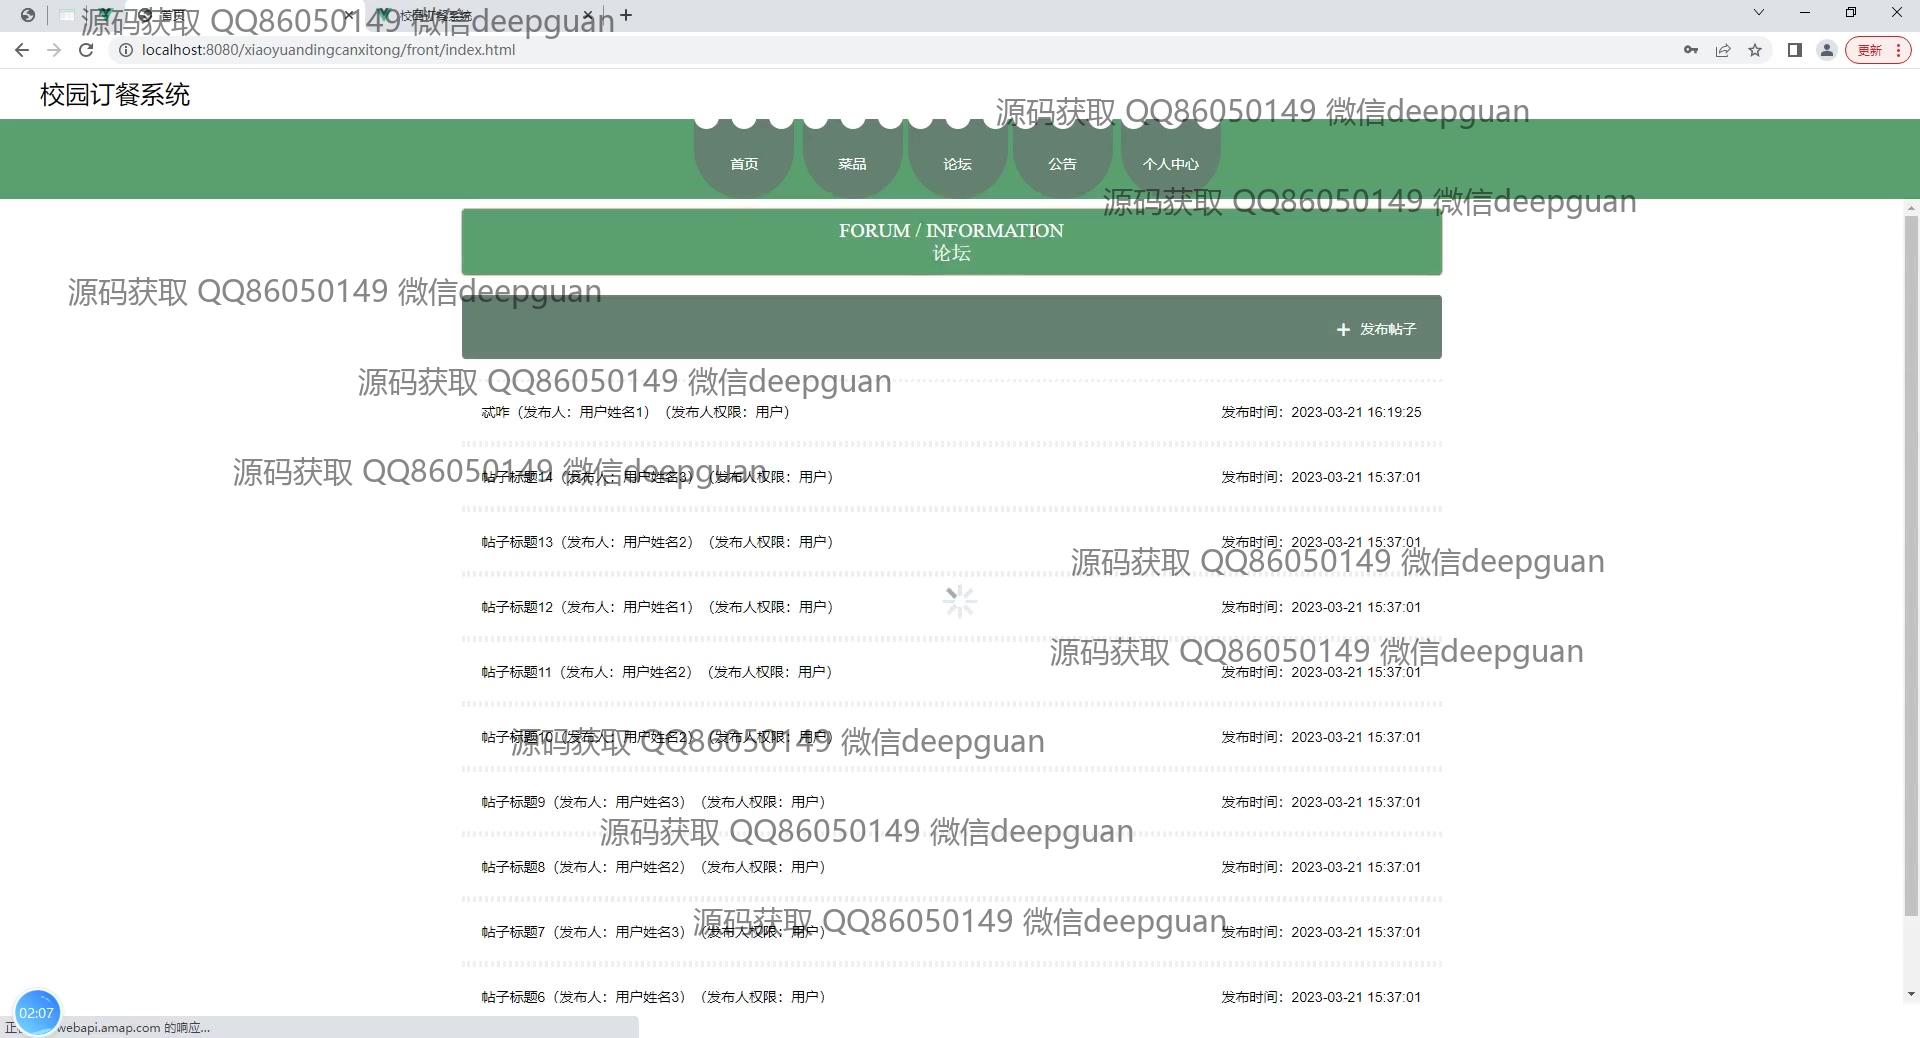 首页
校园订餐系统
源码获取 QQ86050149 微信deepguan
localhost:8080/xiaoyuandingcanxitong/front/index.html
更新
校园订餐系统
源码获取 QQ86050149 微信deepguan
首页
菜品
论坛
公告
个人中心
源码获取 QQ86050149 微信deepguan
FORUM / INFORMATION
论坛
源码获取 QQ86050149 微信deepguan
+ 发布帖子
源码获取 QQ86050149 微信deepguan
忒咋（发布人：用户姓名1）（发布人权限：用户） 发布时间：2023-03-21 16:19:25
源码获取 QQ86050149 微信deepguan
帖子标题14（发布人：用户姓名3）（发布人权限：用户） 发布时间：2023-03-21 15:37:01
帖子标题13（发布人：用户姓名2）（发布人权限：用户） 发布时间：2023-03-21 15:37:01
源码获取 QQ86050149 微信deepguan
帖子标题12（发布人：用户姓名1）（发布人权限：用户） 发布时间：2023-03-21 15:37:01
源码获取 QQ86050149 微信deepguan
帖子标题11（发布人：用户姓名2）（发布人权限：用户） 发布时间：2023-03-21 15:37:01
帖子标题10（发布人：用户姓名2）（发布人权限：用户） 发布时间：2023-03-21 15:37:01
源码获取 QQ86050149 微信deepguan
帖子标题9（发布人：用户姓名3）（发布人权限：用户） 发布时间：2023-03-21 15:37:01
源码获取 QQ86050149 微信deepguan
帖子标题8（发布人：用户姓名2）（发布人权限：用户） 发布时间：2023-03-21 15:37:01
源码获取 QQ86050149 微信deepguan
帖子标题7（发布人：用户姓名3）（发布人权限：用户） 发布时间：2023-03-21 15:37:01
帖子标题6（发布人：用户姓名3）（发布人权限：用户） 发布时间：2023-03-21 15:37:01
02:07
webapi.amap.com 的响应...